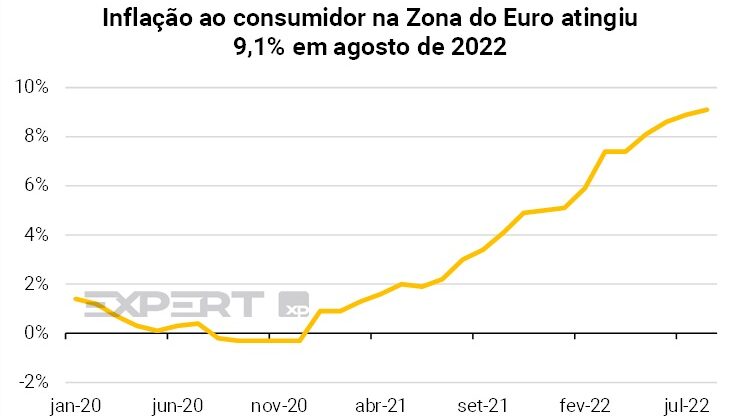 Inflação ao consumidor na Zona do Euro atingiu
9,1% em agosto de 2022
10%
8%
6%
4%
2%
EXPERT XP
0%
-2%
jan-20 jun-20 nov-20 abr-21 set-21 fev-22 jul-22